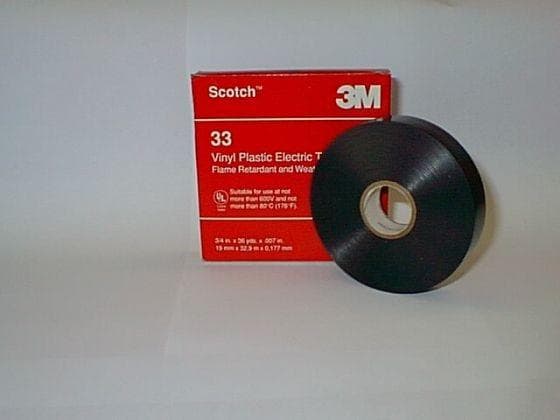 Scotch™
3M
33
Vinyl Plastic Electric T
Flame Retardant and Weat
UL
Suitable for use at not
more than 600V and not
more than 80°C (176°F).
3/4 in. x 36 yds. x .007 in.
19 mm x 32,9 m x 0,177 mm